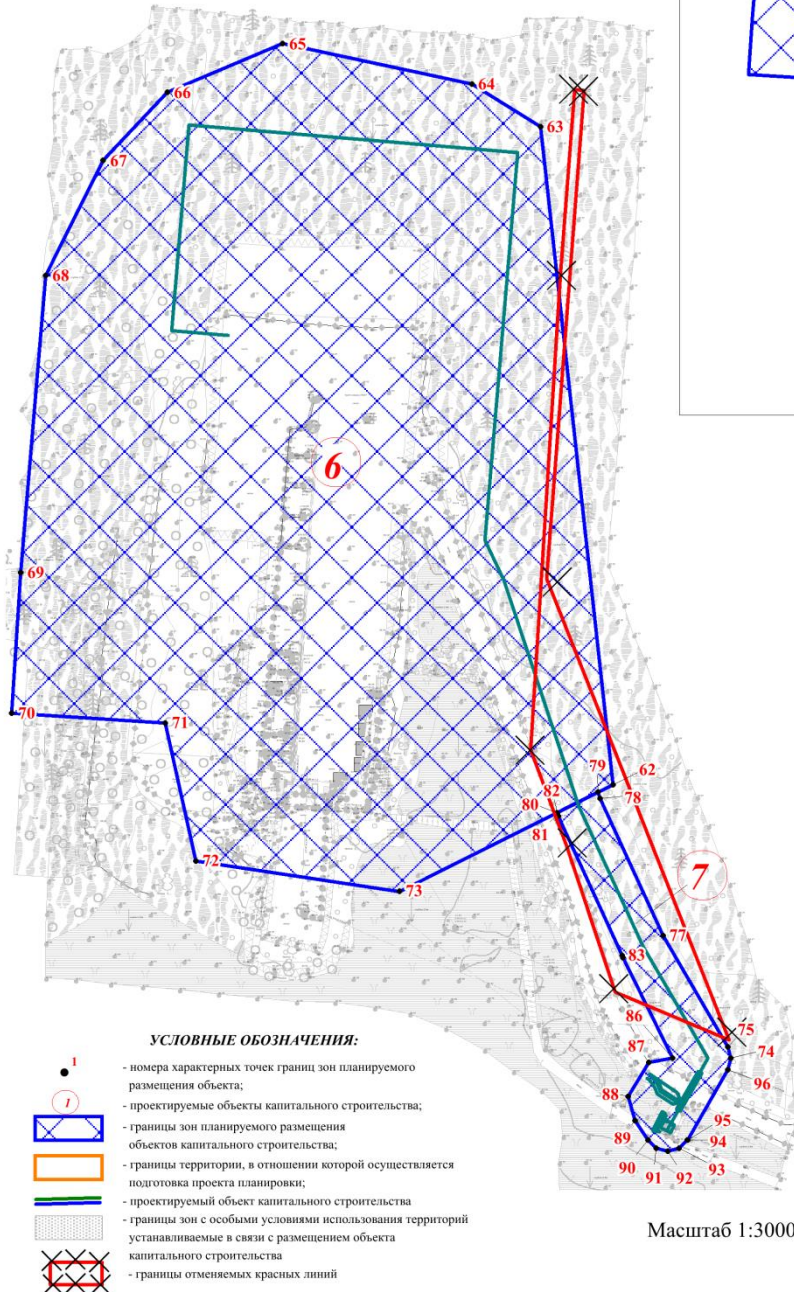 65
64
66
63
67
68
6
69
70
71
79
62
82
78
80
81
72
73
7
77
83
75
86
74
87
96
88
95
89
94
90
93
91
92
УСЛОВНЫЕ ОБОЗНАЧЕНИЯ:
1 - номера характерных точек границ зон планируемого
размещения объекта;
1 - проектируемые объекты капитального строительства;
- границы зон планируемого размещения
объектов капитального строительства;
- границы территории, в отношении которой осуществляется
подготовка проекта планировки;
- проектируемый объект капитального строительства
- границы зон с особыми условиями использования территорий
устанавливаемые в связи с размещением объекта
капитального строительства
- границы отменяемых красных линий
Масштаб 1:3000